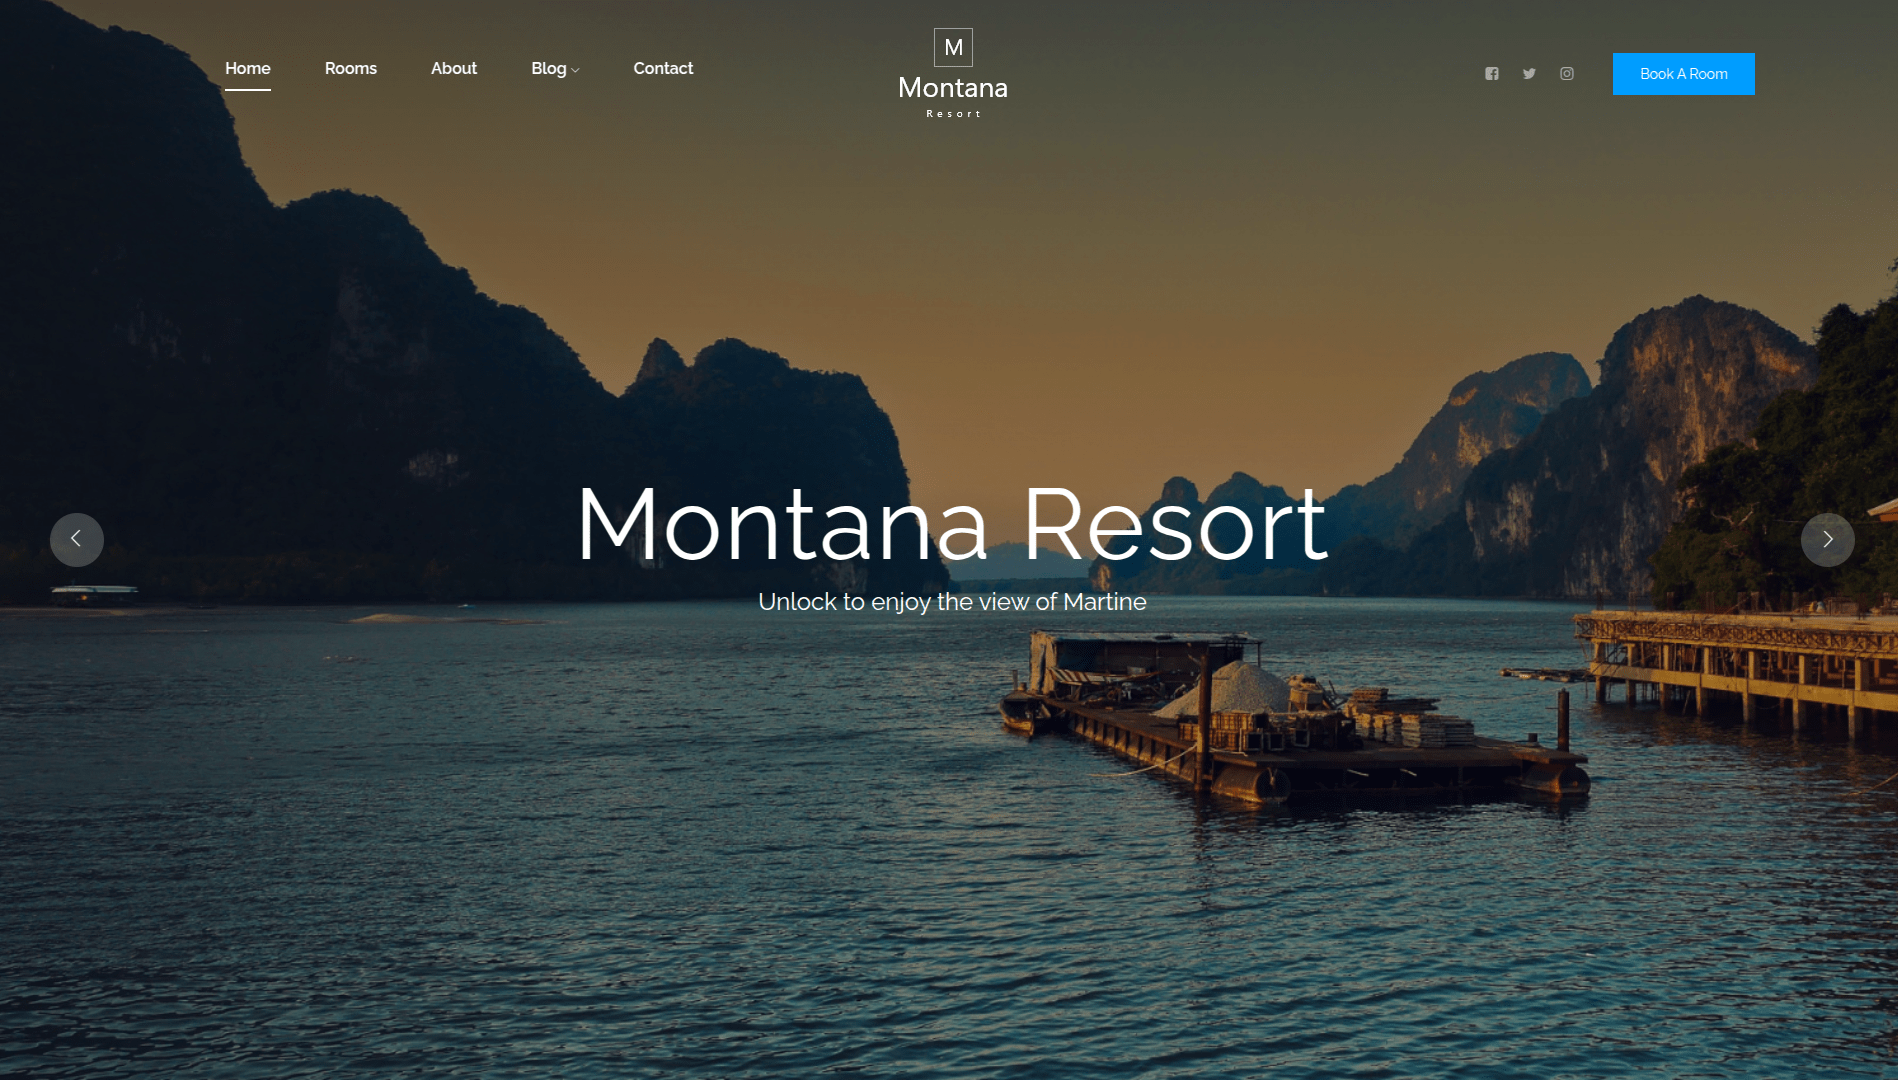 Home Rooms About Blog Contact
M
Montana
Resort
Book A Room
Montana Resort
Unlock to enjoy the view of Martine